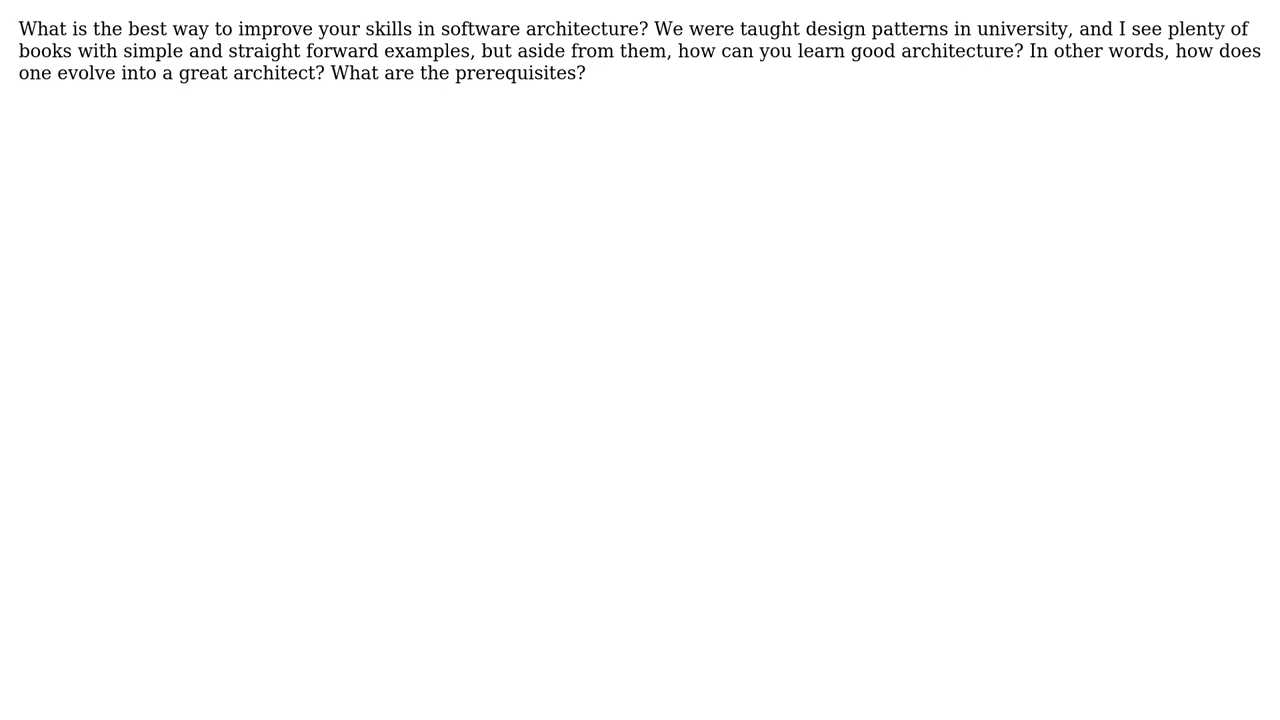 What is the best way to improve your skills in software architecture? We were taught design patterns in university, and I see plenty of
books with simple and straight forward examples, but aside from them, how can you learn good architecture? In other words, how does
one evolve into a great architect? What are the prerequisites?